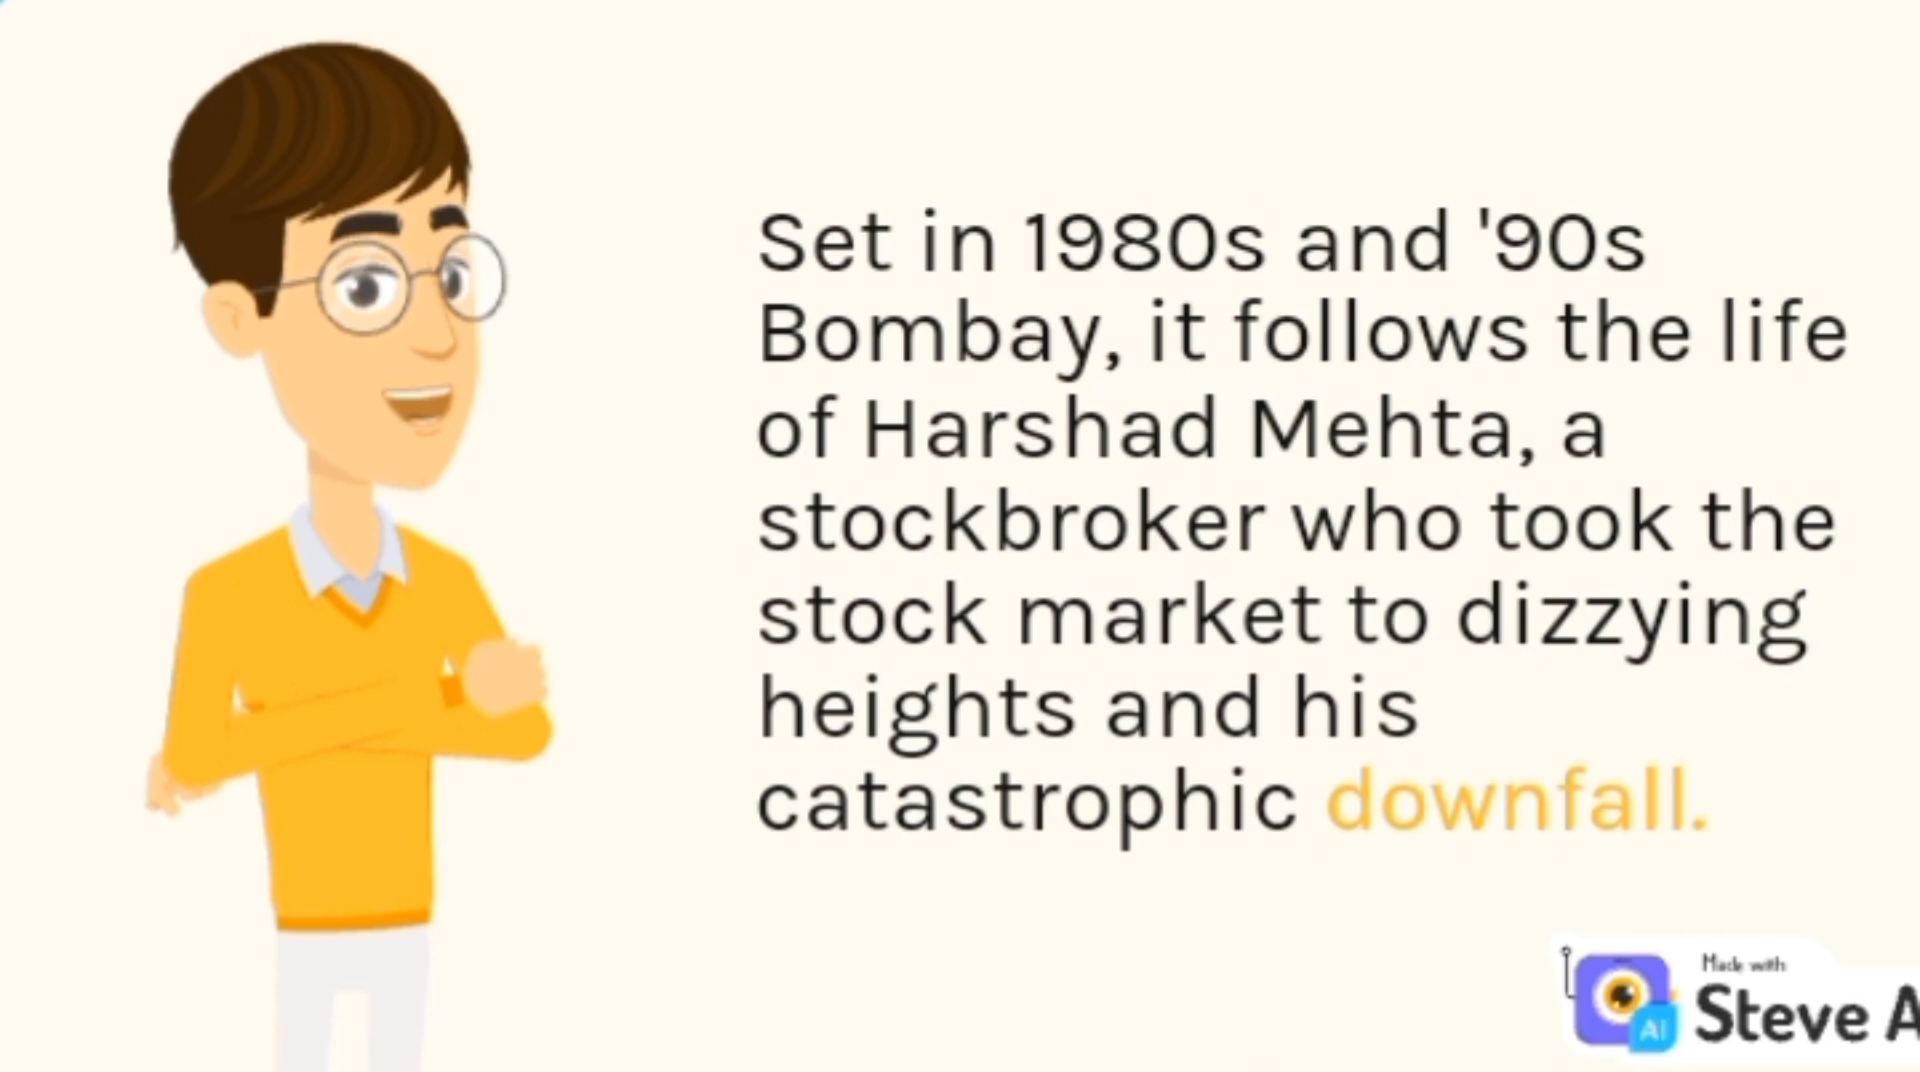 Set in 1980s and '90s
Bombay, it follows the life
of Harshad Mehta, a
stockbroker who took the
stock market to dizzying
heights and his
catastrophic downfall.
Made with
Steve A
AI